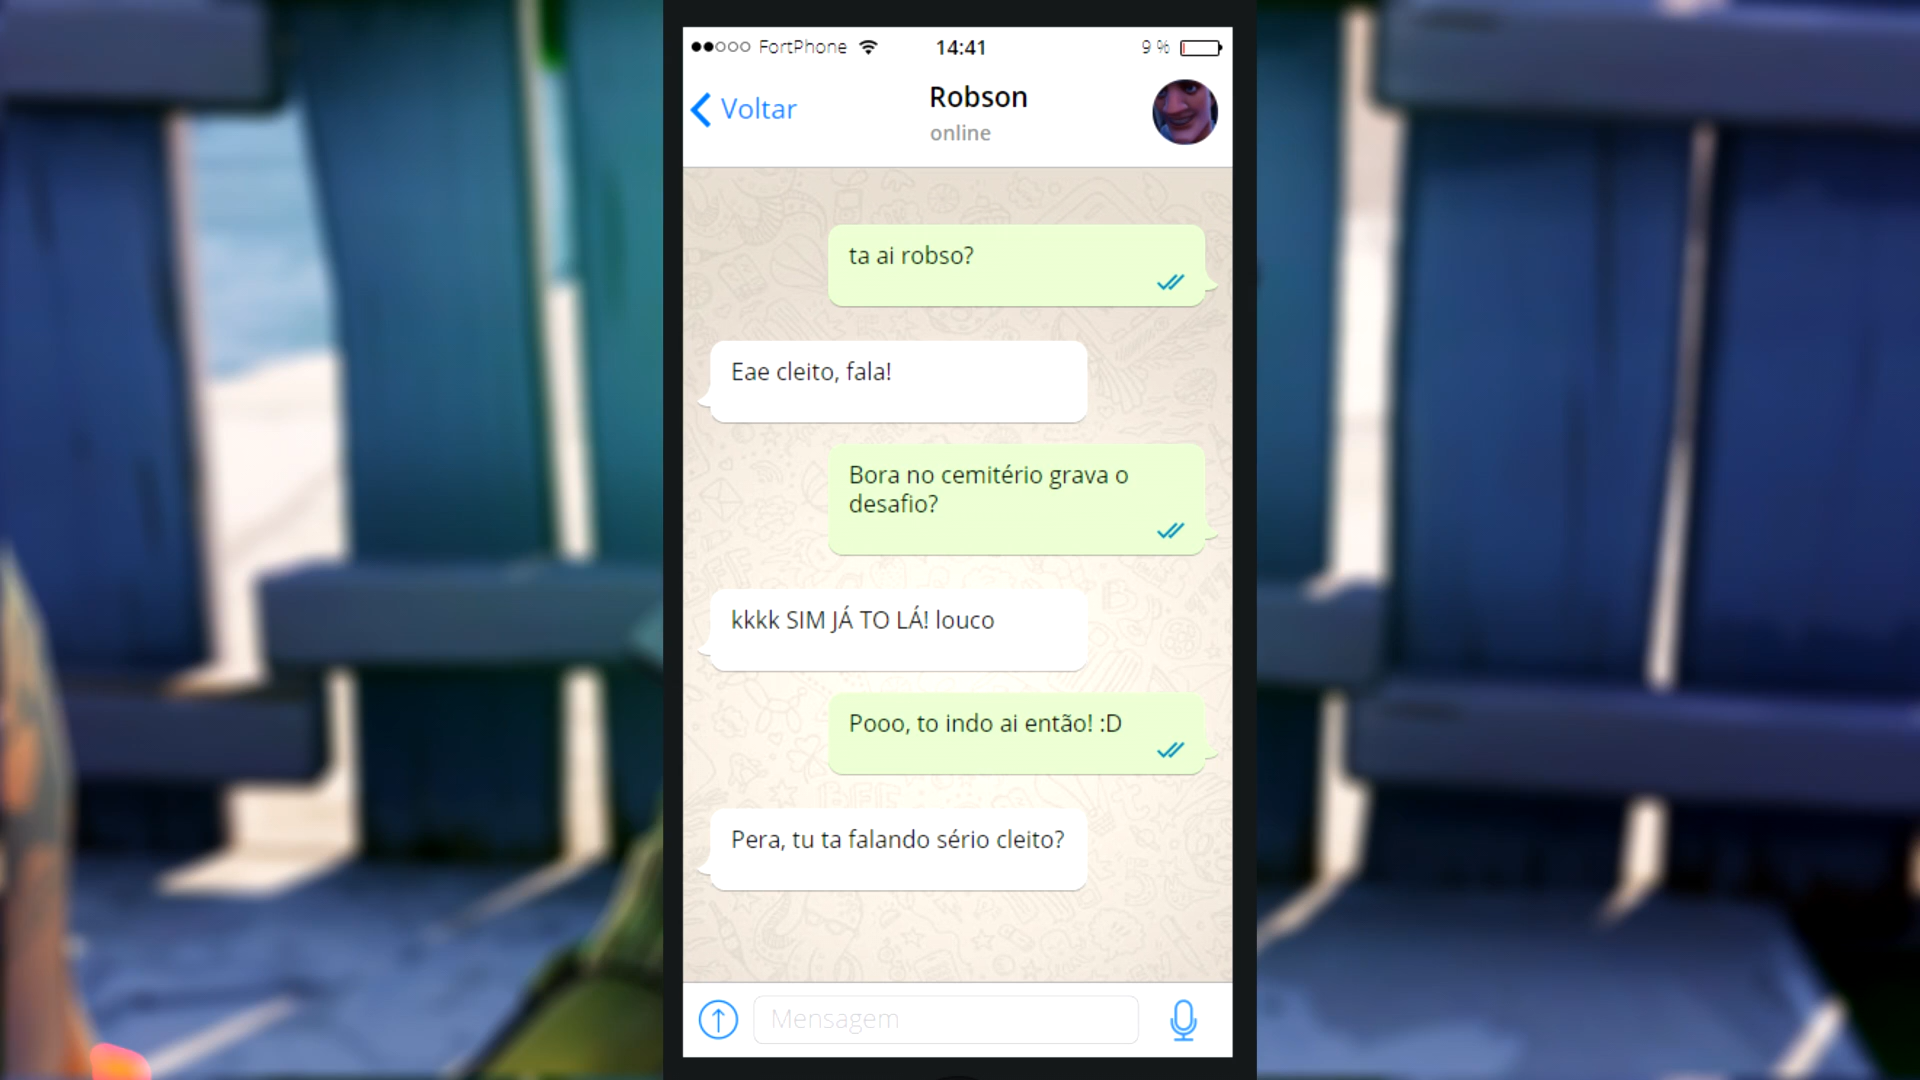 FortPhone 14:41 9 %
Voltar
Robson
online
ta ai robso?
Eae cleito, fala!
Bora no cemitério grava o
desafio?
kkkk SIM JÁ TO LÁ! louco
Pooo, to indo ai então! :D
Pera, tu ta falando sério cleito?
Mensagem